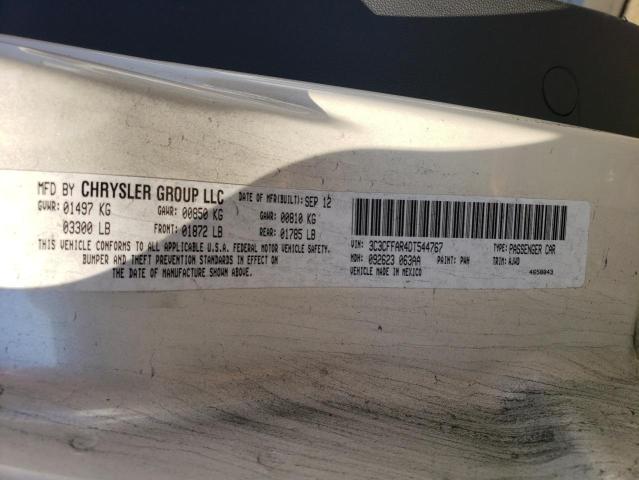 MFD BY CHRYSLER GROUP LLC DATE OF MFR(BUILT): SEP 12
GVWR: 01497 KG GAWR: 00850 KG GAWR: 00810 KG
03300 LB FRONT: 01872 LB REAR: 01785 LB
THIS VEHICLE CONFORMS TO ALL APPLICABLE U.S.A. FEDERAL MOTOR VEHICLE SAFETY,
BUMPER AND THEFT PREVENTION STANDARDS IN EFFECT ON
THE DATE OF MANUFACTURE SHOWN ABOVE.
VIN: 3C3CFFAR4DT544767 TYPE: PASSENGER CAR
MDH: 092623 063AA PAINT: PWH TRIM: AJWD
VEHICLE MADE IN MEXICO 4658043